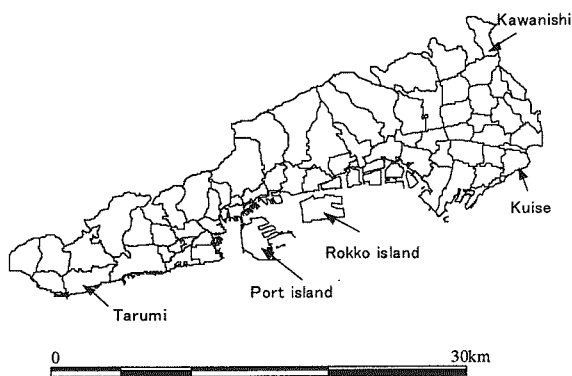 Kawanishi
Kuise
Rokko island
Port island
Tarumi
0 30km